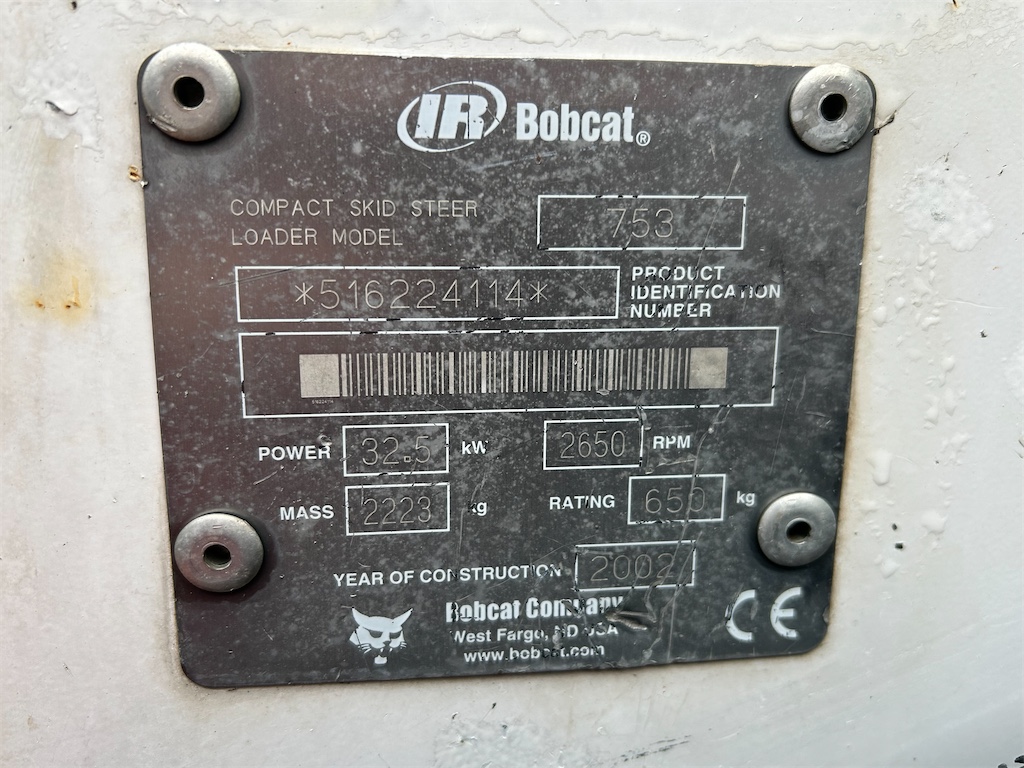 IR Bobcat®
COMPACT SKID STEER
LOADER MODEL 753
*516224114* PRODUCT
IDENTIFICATION
NUMBER
516224114
POWER 32.5 kW 2650 RPM
MASS 2223 kg RATING 650 kg
YEAR OF CONSTRUCTION 2002
Bobcat Company
West Fargo, ND USA
www.bobcat.com
CE